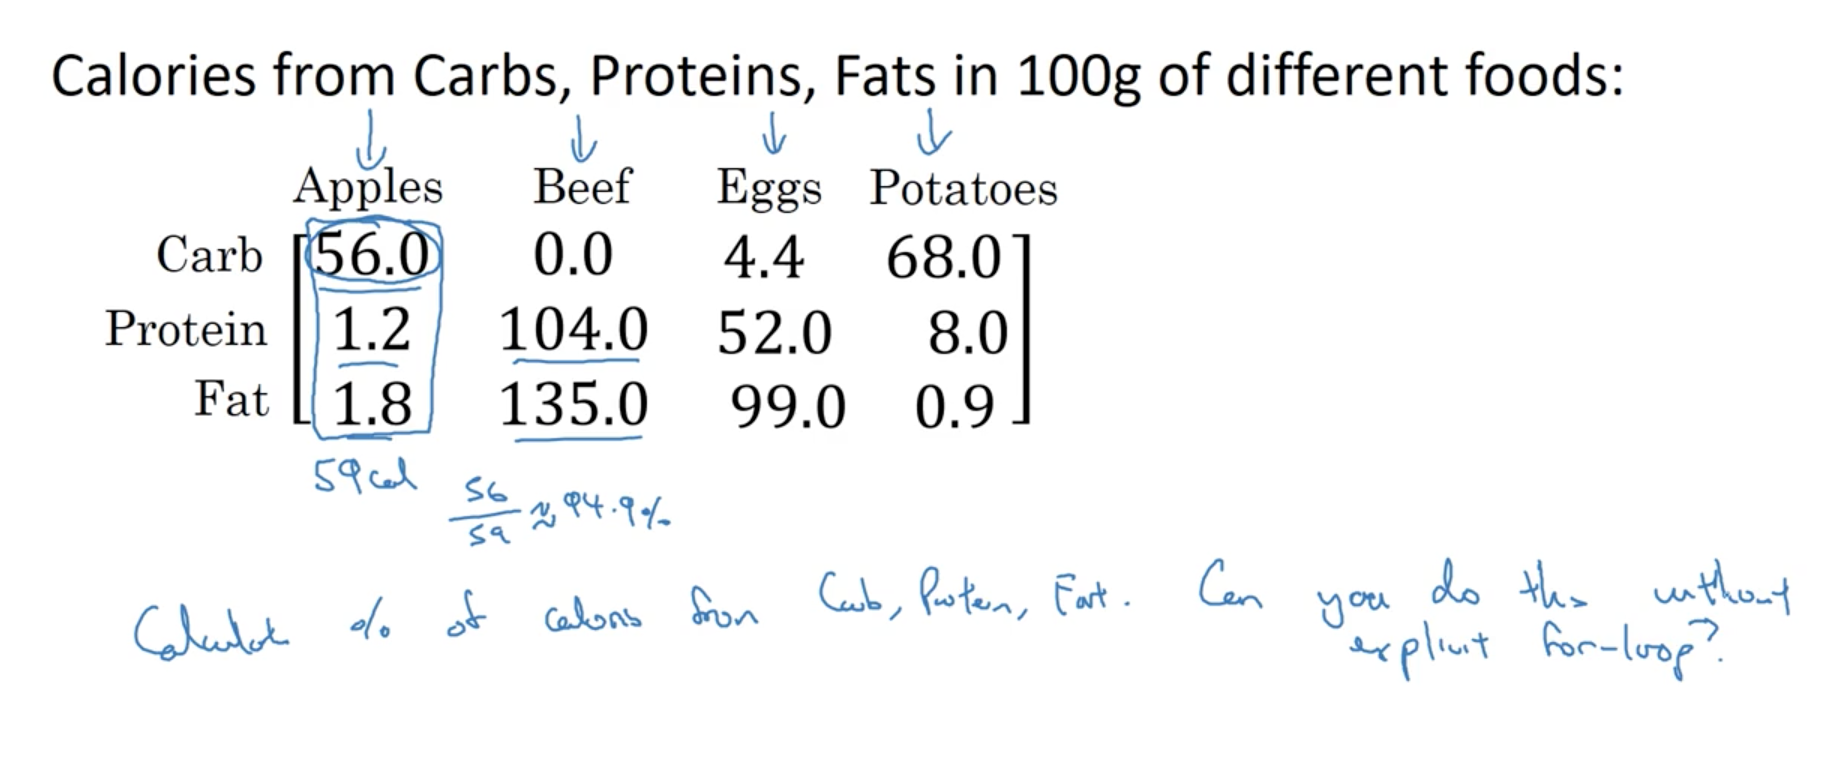 Calories from Carbs, Proteins, Fats in 100g of different foods:
Apples Beef Eggs Potatoes
Carb 56.0 0.0 4.4 68.0
Protein 1.2 104.0 52.0 8.0
Fat 1.8 135.0 99.0 0.9
59 cal
56/59 ≈ 94.9%
Calculate % of calories from Carb, Protein, Fat. Can you do this without
explicit for-loop?